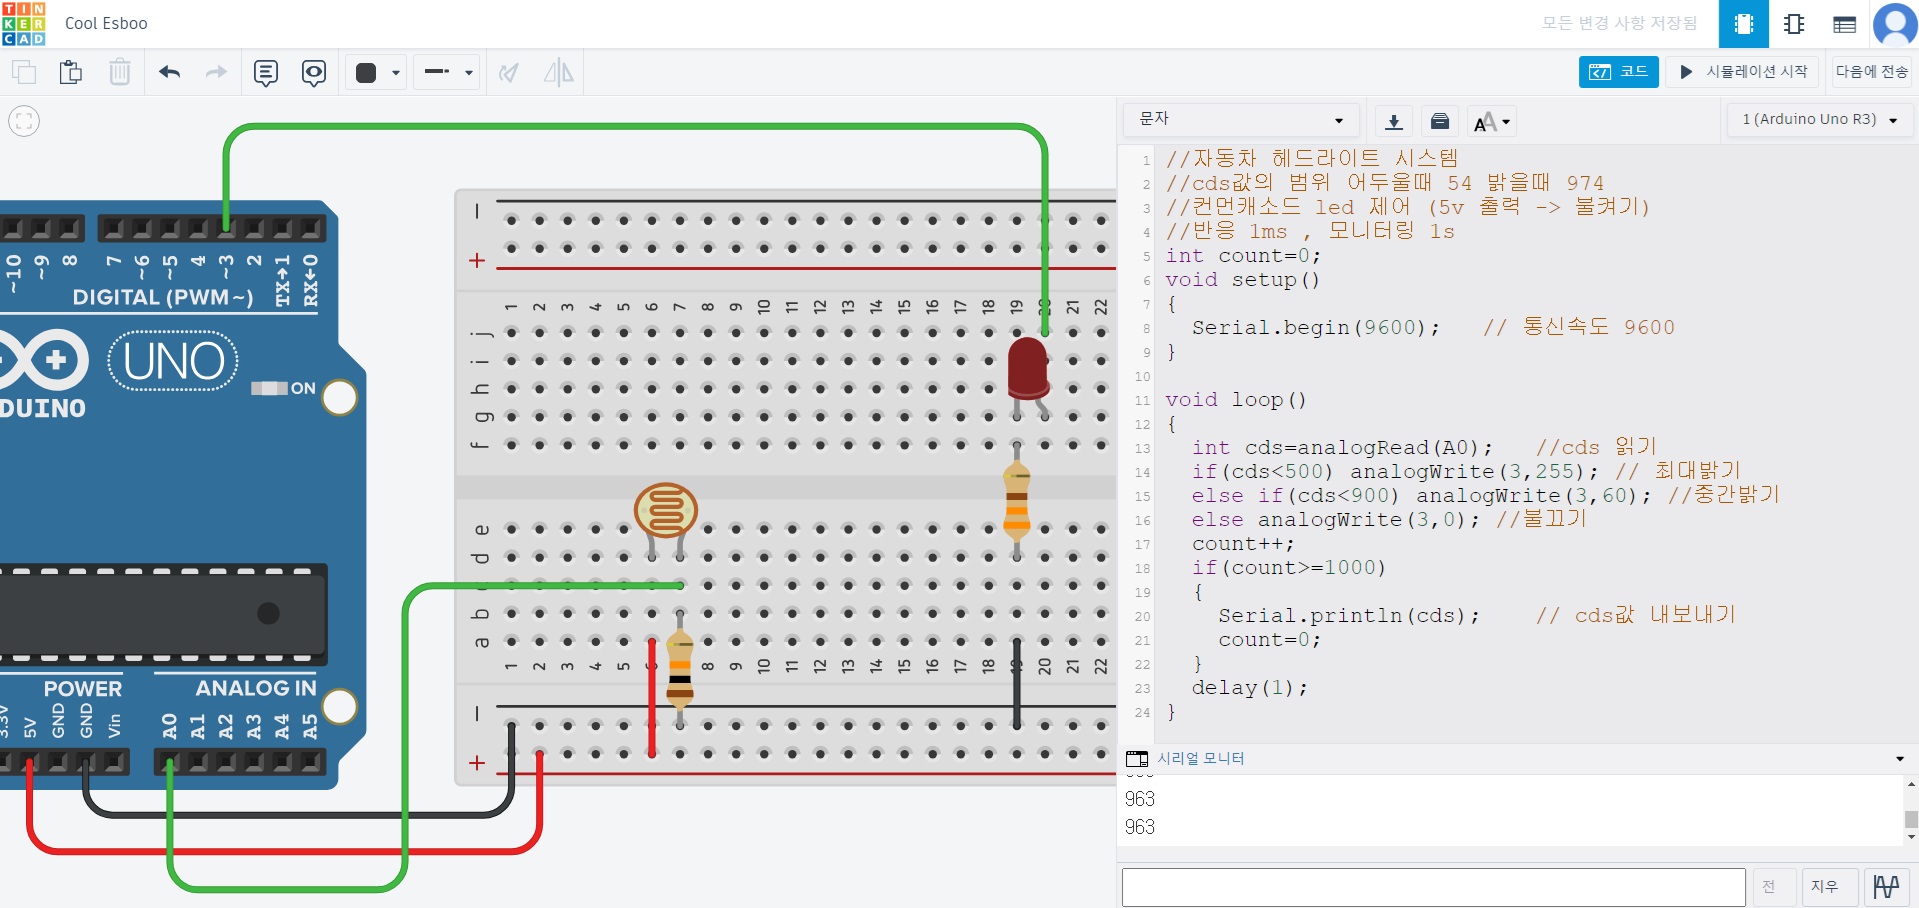 TIN
KER
CAD
Cool Esboo
모든 변경 사항 저장됨
코드
시뮬레이션 시작
다음에 전송
문자
1 (Arduino Uno R3)
~10
~9
8
7
~6
~5
4
~3
2
TX→1
RX←0
DIGITAL (PWM~)
UNO
ON
DUINO
POWER
ANALOG IN
3.3V
5V
GND
GND
Vin
A0
A1
A2
A3
A4
A5
1 2 3 4 5 6 7 8 9 10 11 12 13 14 15 16 17 18 19 20 21 22
j
i
h
g
f
e
d
b
a
1 2 3 4 5 6 8 9 10 11 12 13 14 15 16 17 18 19 20 21 22
1 //자동차 헤드라이트 시스템
2 //cds값의 범위 어두울때 54 밝을때 974
3 //컨먼캐소드 led 제어 (5v 출력 -> 불켜기)
4 //반응 1ms , 모니터링 1s
5 int count=0;
6 void setup()
7 {
8 Serial.begin(9600); // 통신속도 9600
9 }
10
11 void loop()
12 {
13 int cds=analogRead(A0); //cds 읽기
14 if(cds<500) analogWrite(3,255); // 최대밝기
15 else if(cds<900) analogWrite(3,60); //중간밝기
16 else analogWrite(3,0); //불끄기
17 count++;
18 if(count>=1000)
19 {
20 Serial.println(cds); // cds값 내보내기
21 count=0;
22 }
23 delay(1);
24 }
시리얼 모니터
963
963
전
지우